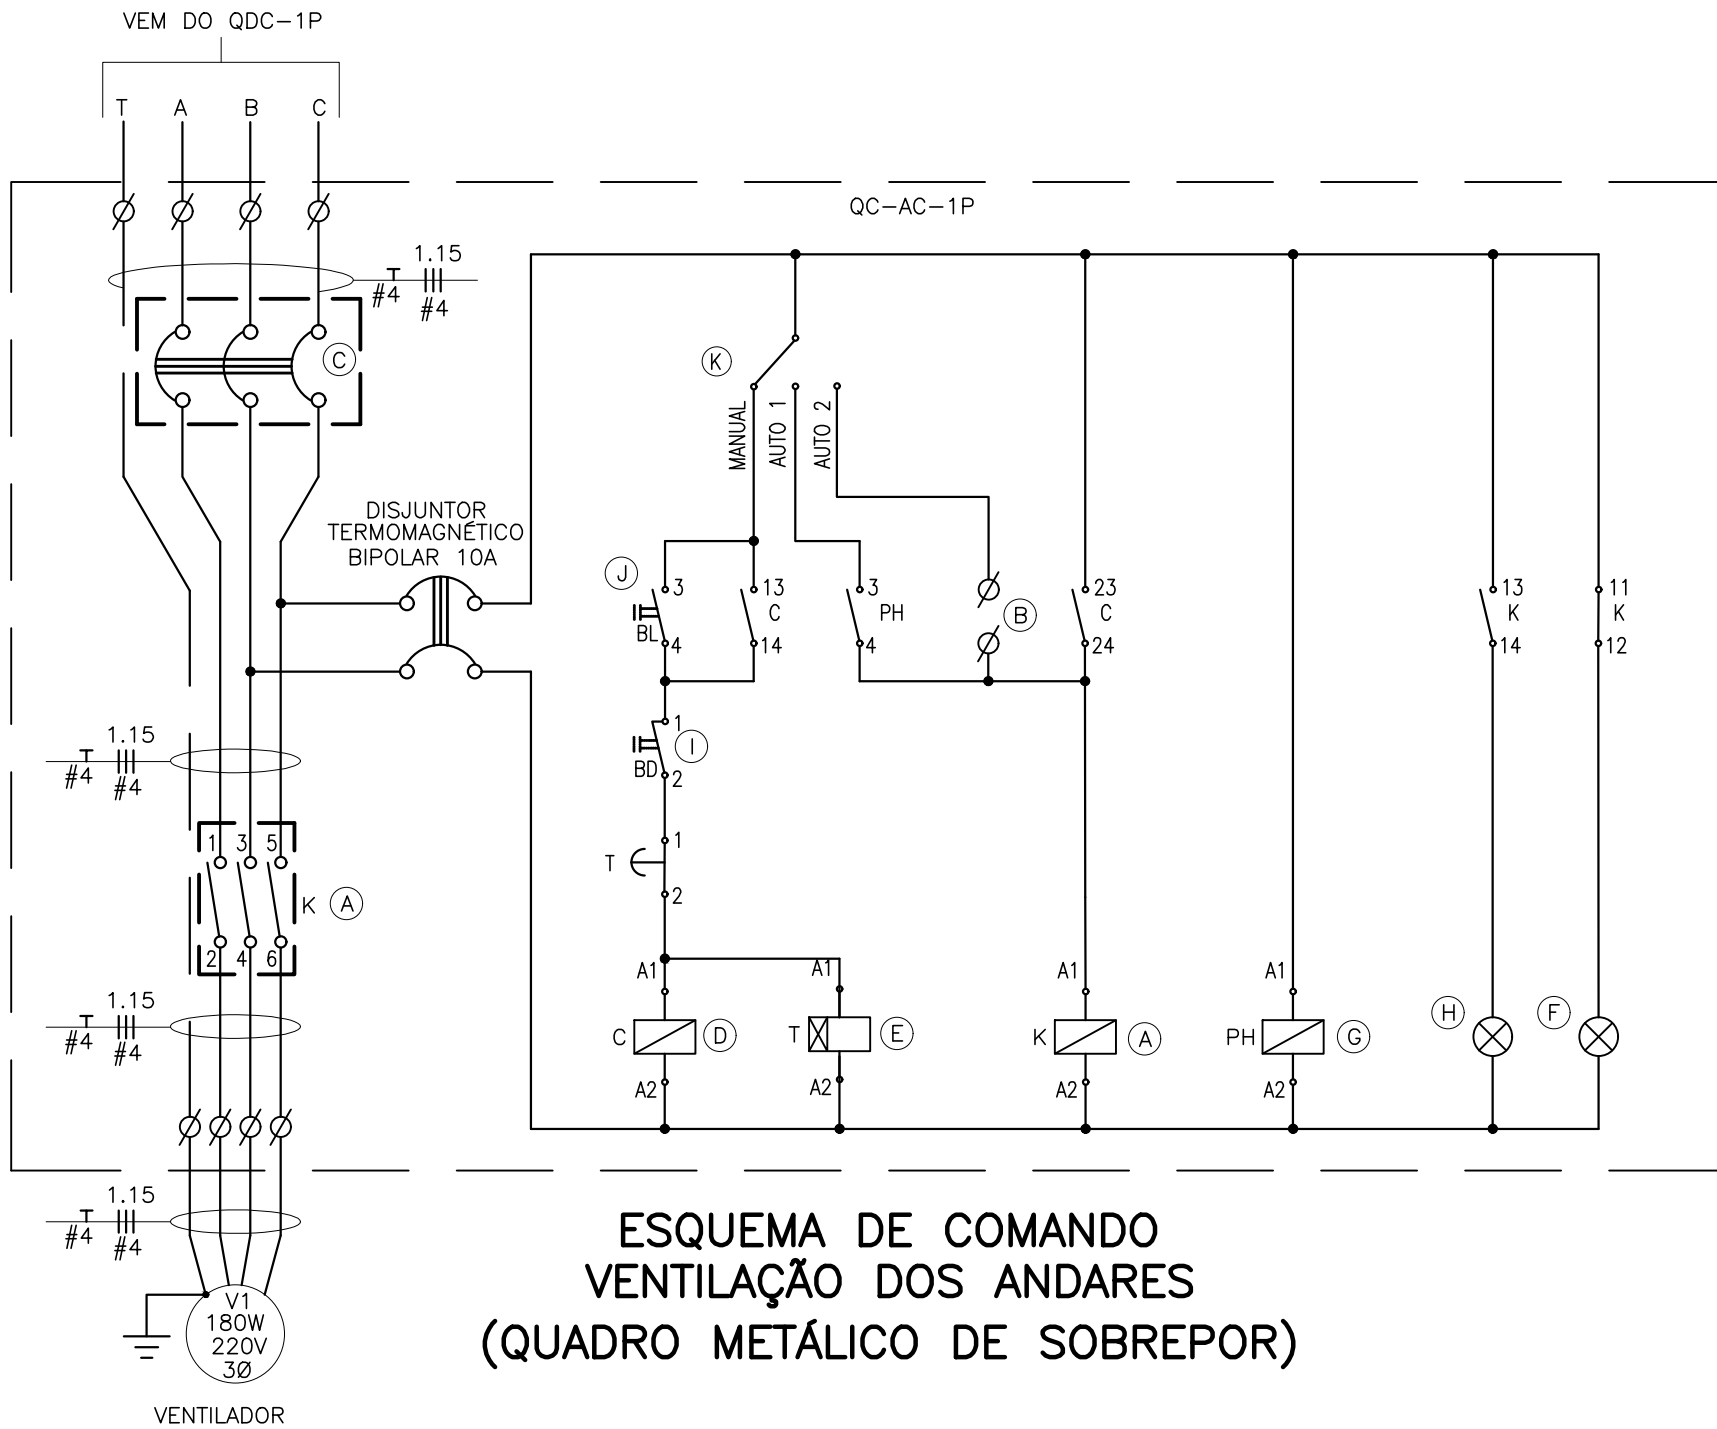 VEM DO QDC-1P
T A B C
QC-AC-1P
1.15
#4 #4
C
K
MANUAL
AUTO 1
AUTO 2
DISJUNTOR
TERMOMAGNÉTICO
BIPOLAR 10A
J 3 13 3 23 13 11
BL C PH B C K K
4 14 4 24 14 12
1
BD I
2
1.15
#4 #4
1 3 5
K A
2 4 6
1
T
2
A1 A1 A1 A1
C D T E K A PH G H F
A2 A2 A2 A2
1.15
#4 #4
1.15
#4 #4
V1
180W
220V
3Ø
VENTILADOR
ESQUEMA DE COMANDO
VENTILAÇÃO DOS ANDARES
(QUADRO METÁLICO DE SOBREPOR)